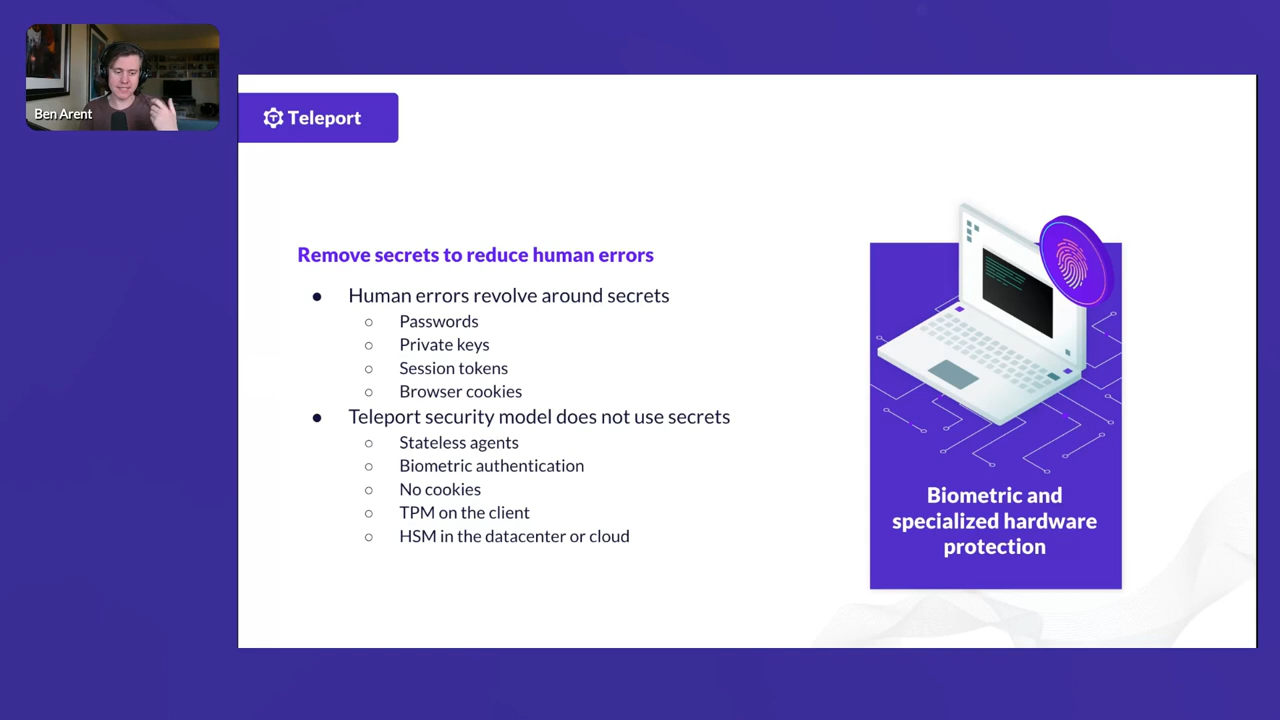 Ben Arent
Teleport
Remove secrets to reduce human errors
● Human errors revolve around secrets
○ Passwords
○ Private keys
○ Session tokens
○ Browser cookies
● Teleport security model does not use secrets
○ Stateless agents
○ Biometric authentication
○ No cookies
○ TPM on the client
○ HSM in the datacenter or cloud
Biometric and
specialized hardware
protection